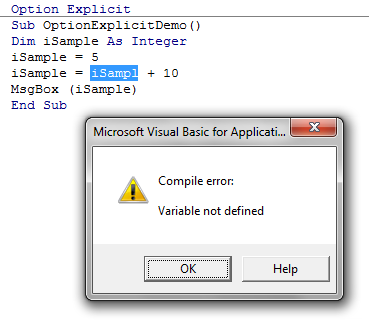 Option Explicit
Sub OptionExplicitDemo()
Dim iSample As Integer
iSample = 5
iSample = iSampl + 10
MsgBox (iSample)
End Sub
Microsoft Visual Basic for Applicati...
Compile error:
Variable not defined
OK
Help